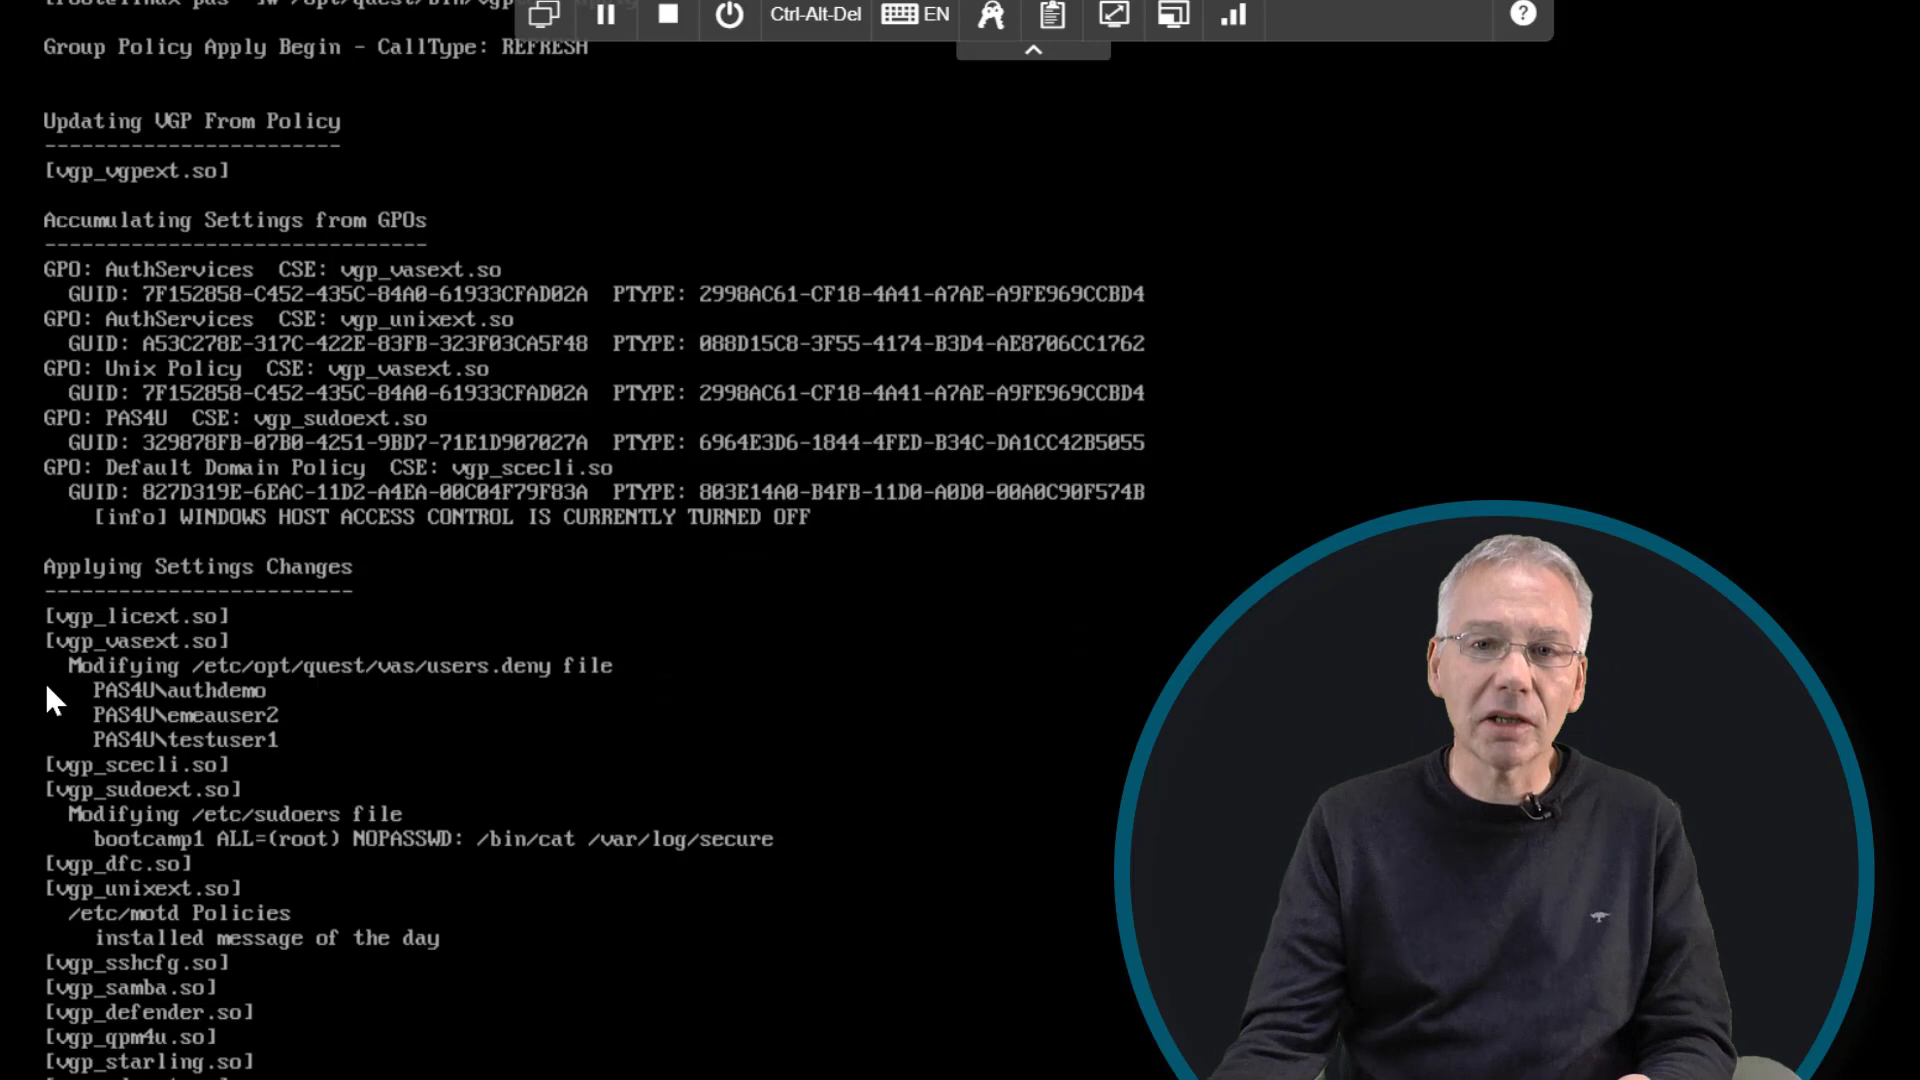 Ctrl-Alt-Del EN ?
Group Policy Apply Begin - CallType: REFRESH
Updating VGP From Policy
------------------------
[vgp_vgpext.so]
Accumulating Settings from GPOs
-------------------------------
GPO: AuthServices  CSE: vgp_vasext.so
GUID: 7F152858-C452-435C-84A0-61933CFAD02A  PTYPE: 2998AC61-CF18-4A41-A7AE-A9FE969CCBD4
GPO: AuthServices  CSE: vgp_unixext.so
GUID: A53C278E-317C-422E-83FB-323F03CA5F48  PTYPE: 088D15C8-3F55-4174-B3D4-AE8706CC1762
GPO: Unix Policy  CSE: vgp_vasext.so
GUID: 7F152858-C452-435C-84A0-61933CFAD02A  PTYPE: 2998AC61-CF18-4A41-A7AE-A9FE969CCBD4
GPO: PAS4U  CSE: vgp_sudoext.so
GUID: 329878FB-07B0-4251-9BD7-71E1D907027A  PTYPE: 6964E3D6-1844-4FED-B34C-DA1CC42B5055
GPO: Default Domain Policy  CSE: vgp_scecli.so
GUID: 827D319E-6EAC-11D2-A4EA-00C04F79F83A  PTYPE: 803E14A0-B4FB-11D0-A0D0-00A0C90F574B
[info] WINDOWS HOST ACCESS CONTROL IS CURRENTLY TURNED OFF
Applying Settings Changes
-------------------------
[vgp_licext.so]
[vgp_vasext.so]
Modifying /etc/opt/quest/vas/users.deny file
PAS4U\authdemo
PAS4U\emeauser2
PAS4U\testuser1
[vgp_scecli.so]
[vgp_sudoext.so]
Modifying /etc/sudoers file
bootcamp1 ALL=(root) NOPASSWD: /bin/cat /var/log/secure
[vgp_dfc.so]
[vgp_unixext.so]
/etc/motd Policies
installed message of the day
[vgp_sshcfg.so]
[vgp_samba.so]
[vgp_defender.so]
[vgp_qpm4u.so]
[vgp_starling.so]